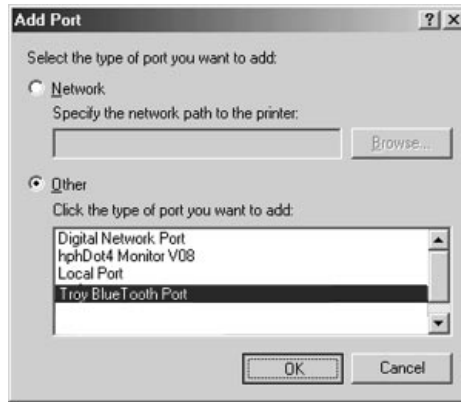 Add Port
Select the type of port you want to add:
Network
Specify the network path to the printer:
Browse...
Other
Click the type of port you want to add:
Digital Network Port
hphDot4 Monitor V08
Local Port
Troy BlueTooth Port
OK Cancel